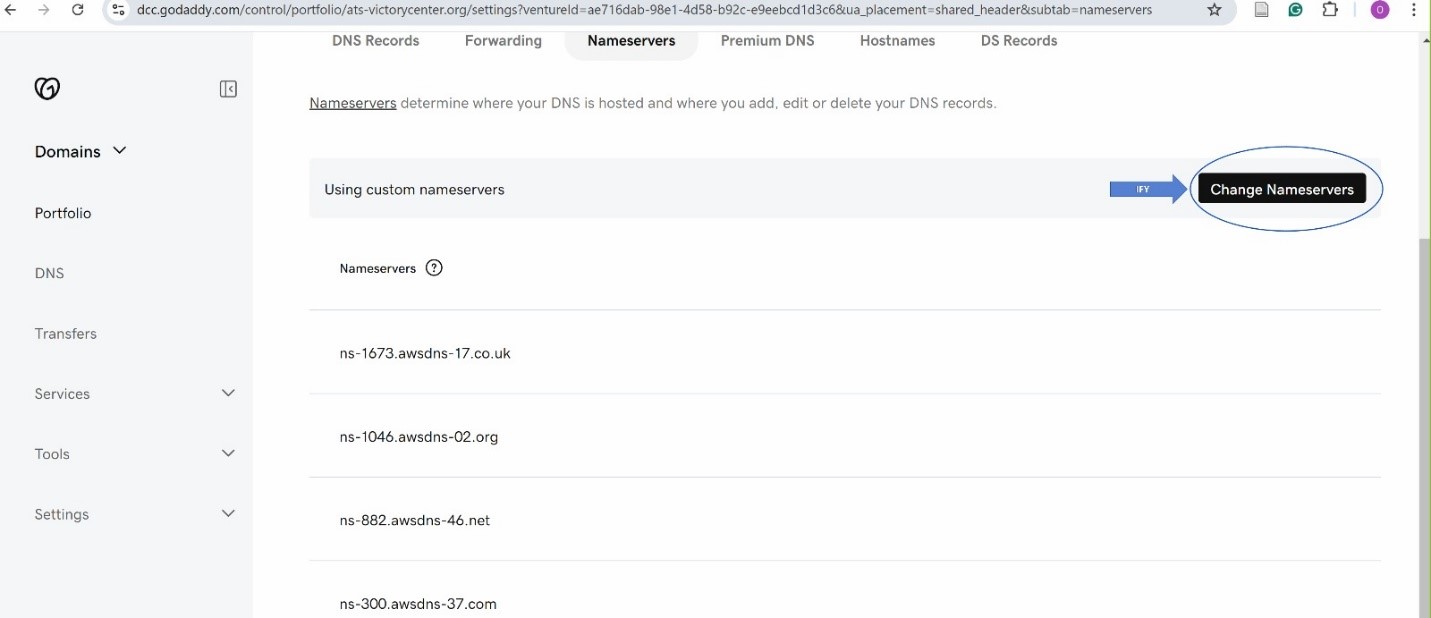 dcc.godaddy.com/control/portfolio/ats-victorycenter.org/settings?ventureId=ae716dab-98e1-4d58-b92c-e9eebcd1d3c6&ua_placement=shared_header&subtab=nameservers
O
DNS Records Forwarding Nameservers Premium DNS Hostnames DS Records
Nameservers determine where your DNS is hosted and where you add, edit or delete your DNS records.
Domains
Portfolio
DNS
Transfers
Services
Tools
Settings
Using custom nameservers
IFY
Change Nameservers
Nameservers ?
ns-1673.awsdns-17.co.uk
ns-1046.awsdns-02.org
ns-882.awsdns-46.net
ns-300.awsdns-37.com